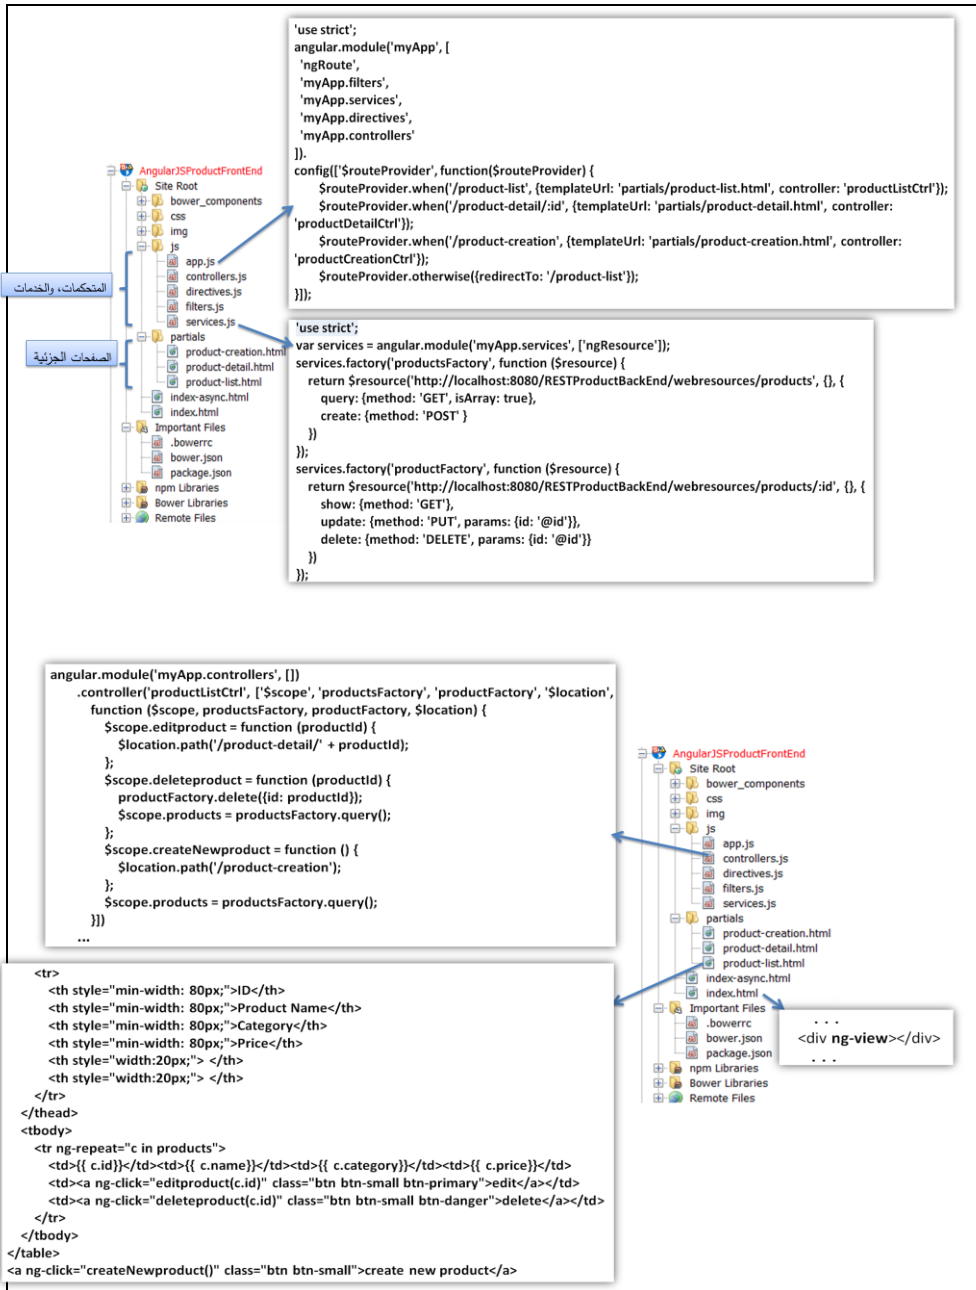 'use strict';
angular.module('myApp', [
'ngRoute',
'myApp.filters',
'myApp.services',
'myApp.directives',
'myApp.controllers'
]).
config(['$routeProvider', function($routeProvider) {
$routeProvider.when('/product-list', {templateUrl: 'partials/product-list.html', controller: 'productListCtrl'});
$routeProvider.when('/product-detail/:id', {templateUrl: 'partials/product-detail.html', controller:
'productDetailCtrl'});
$routeProvider.when('/product-creation', {templateUrl: 'partials/product-creation.html', controller:
'productCreationCtrl'});
$routeProvider.otherwise({redirectTo: '/product-list'});
}]);
AngularJSProductFrontEnd
Site Root
bower_components
css
img
js
app.js
controllers.js
directives.js
filters.js
services.js
partials
product-creation.html
product-detail.html
product-list.html
index-async.html
index.html
Important Files
.bowerrc
bower.json
package.json
npm Libraries
Bower Libraries
Remote Files
المتحكمات، والخدمات
الصفحات الجزئية
'use strict';
var services = angular.module('myApp.services', ['ngResource']);
services.factory('productsFactory', function ($resource) {
return $resource('http://localhost:8080/RESTProductBackEnd/webresources/products', {}, {
query: {method: 'GET', isArray: true},
create: {method: 'POST' }
})
});
services.factory('productFactory', function ($resource) {
return $resource('http://localhost:8080/RESTProductBackEnd/webresources/products/:id', {}, {
show: {method: 'GET'},
update: {method: 'PUT', params: {id: '@id'}},
delete: {method: 'DELETE', params: {id: '@id'}}
})
});
angular.module('myApp.controllers', [])
.controller('productListCtrl', ['$scope', 'productsFactory', 'productFactory', '$location',
function ($scope, productsFactory, productFactory, $location) {
$scope.editproduct = function (productId) {
$location.path('/product-detail/' + productId);
};
$scope.deleteproduct = function (productId) {
productFactory.delete({id: productId});
$scope.products = productsFactory.query();
};
$scope.createNewproduct = function () {
$location.path('/product-creation');
};
$scope.products = productsFactory.query();
}])
...
AngularJSProductFrontEnd
Site Root
bower_components
css
img
js
app.js
controllers.js
directives.js
filters.js
services.js
partials
product-creation.html
product-detail.html
product-list.html
index-async.html
index.html
Important Files
.bowerrc
bower.json
package.json
npm Libraries
Bower Libraries
Remote Files
. . .
<div ng-view></div>
. . .
<tr>
<th style="min-width: 80px;">ID</th>
<th style="min-width: 80px;">Product Name</th>
<th style="min-width: 80px;">Category</th>
<th style="min-width: 80px;">Price</th>
<th style="width:20px;"> </th>
<th style="width:20px;"> </th>
</tr>
</thead>
<tbody>
<tr ng-repeat="c in products">
<td>{{ c.id}}</td><td>{{ c.name}}</td><td>{{ c.category}}</td><td>{{ c.price}}</td>
<td><a ng-click="editproduct(c.id)" class="btn btn-small btn-primary">edit</a></td>
<td><a ng-click="deleteproduct(c.id)" class="btn btn-small btn-danger">delete</a></td>
</tr>
</tbody>
</table>
<a ng-click="createNewproduct()" class="btn btn-small">create new product</a>